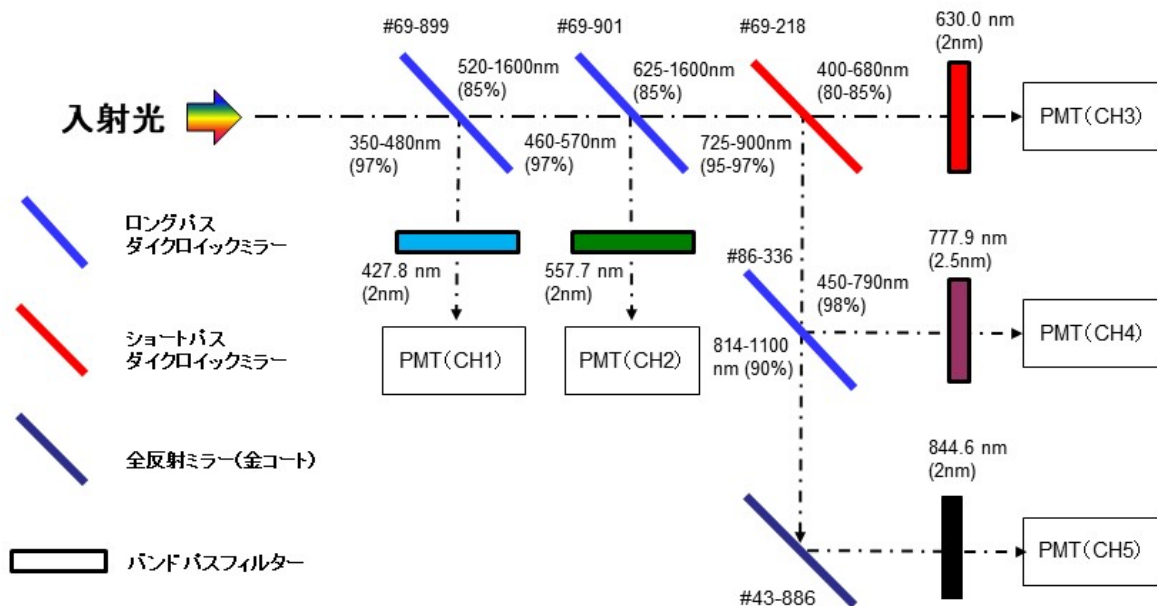 #69-899
#69-901
#69-218
630.0 nm
(2nm)
520-1600nm
(85%)
625-1600nm
(85%)
400-680nm
(80-85%)
入射光
PMT(CH3)
350-480nm
(97%)
460-570nm
(97%)
725-900nm
(95-97%)
ロングパス
ダイクロイックミラー
427.8 nm
(2nm)
557.7 nm
(2nm)
#86-336
777.9 nm
(2.5nm)
450-790nm
(98%)
ショートパス
ダイクロイックミラー
PMT(CH1)
PMT(CH2)
814-1100
nm (90%)
PMT(CH4)
全反射ミラー(金コート)
844.6 nm
(2nm)
バンドパスフィルター
PMT(CH5)
#43-886